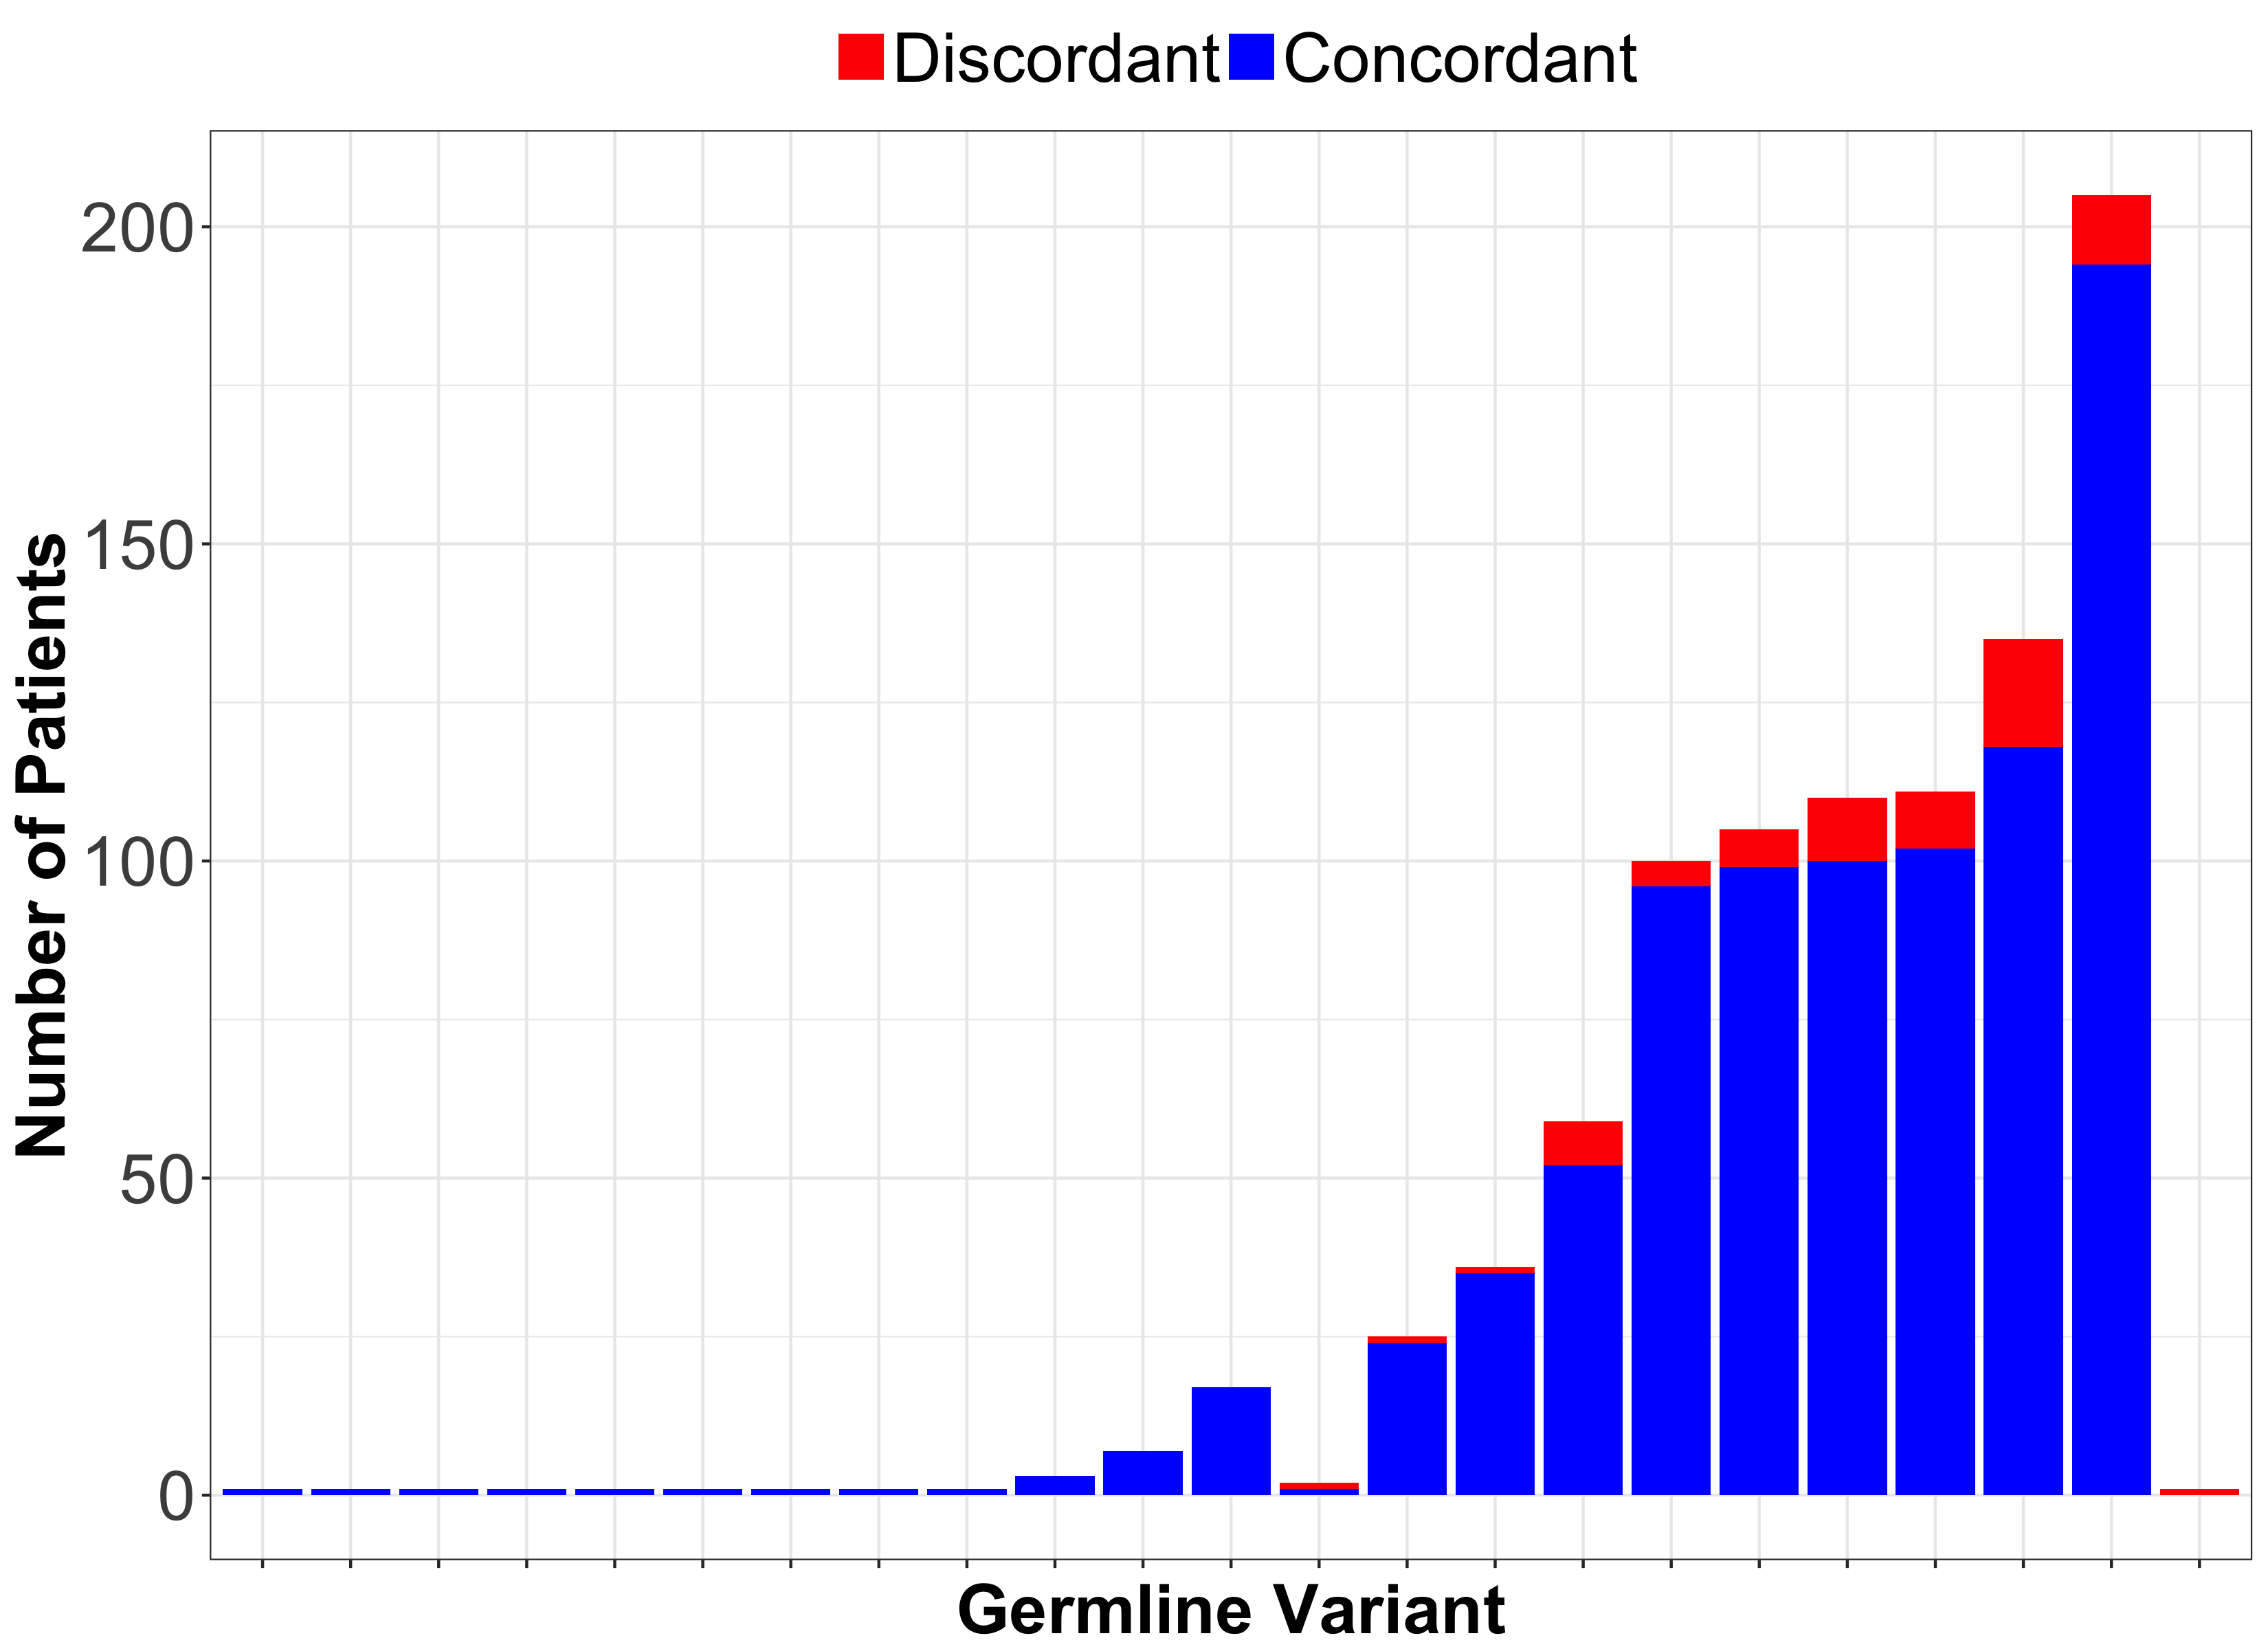 Discordant Concordant
Number of Patients
200
150
100
50
0
Germline Variant